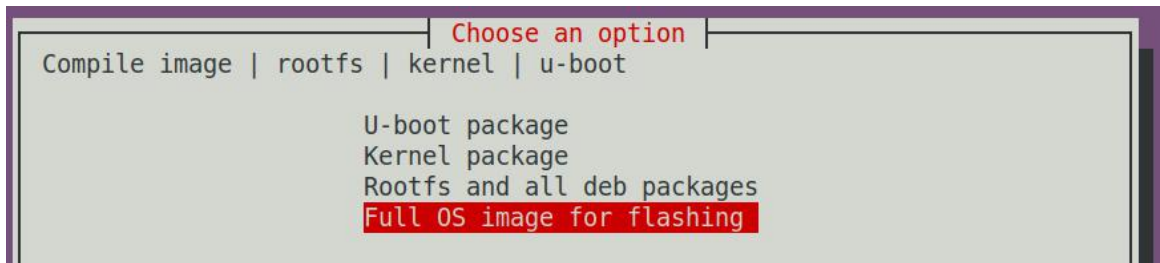 Choose an option
Compile image | rootfs | kernel | u-boot
U-boot package
Kernel package
Rootfs and all deb packages
Full OS image for flashing